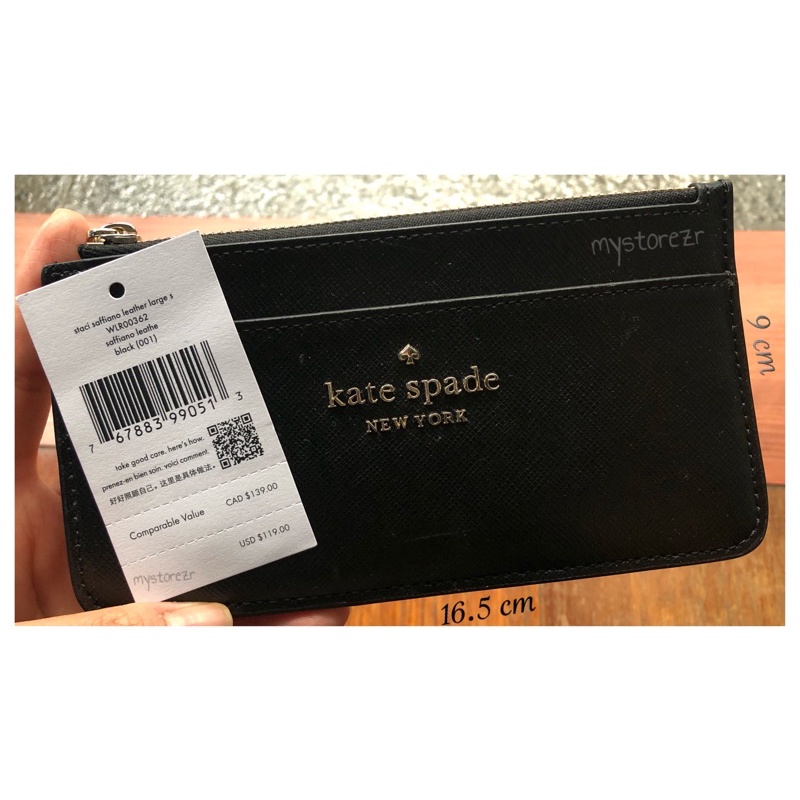 mystorezr
staci saffiano leather large s
WLR00362
saffiano leathe
black (001)
7 67883 99051 3
take good care. here's how.
prenez-en bien soin. voici comment.
好好照顾自己。这里是具体做法。
CAD $139.00
Comparable Value
USD $119.00
mystorezr
kate spade
NEW YORK
9 cm
16.5 cm